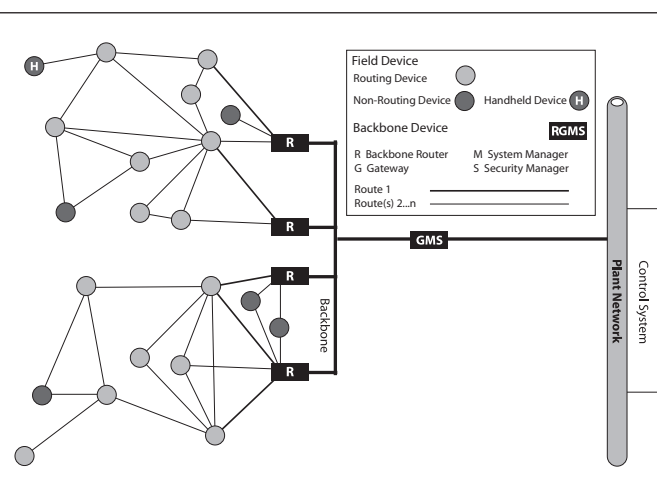 H
Field Device
Routing Device
Non-Routing Device
Handheld Device H
Backbone Device
RGMS
R Backbone Router
M System Manager
G Gateway
S Security Manager
Route 1
Route(s) 2...n
R
R
GMS
R
R
Backbone
Plant Network
Control System